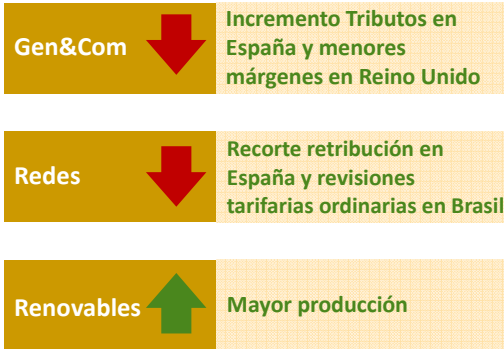 Gen&Com
Incremento Tributos en
España y menores
márgenes en Reino Unido
Redes
Recorte retribución en
España y revisiones
tarifarias ordinarias en Brasil
Renovables
Mayor producción